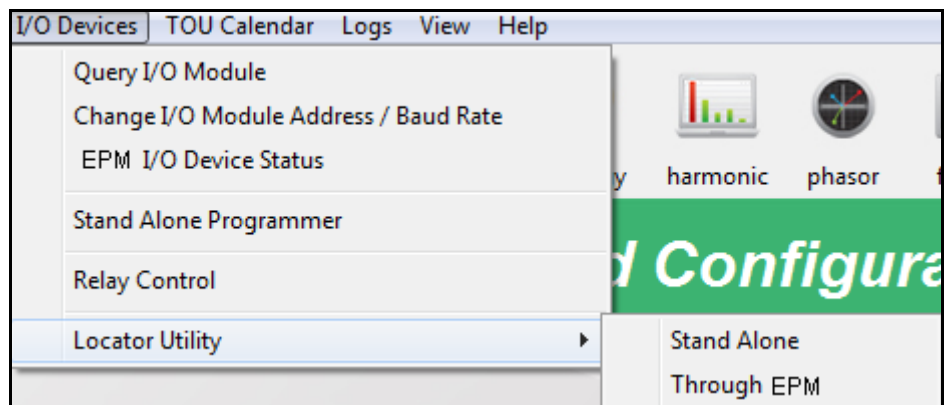 I/O Devices TOU Calendar Logs View Help
Query I/O Module
Change I/O Module Address / Baud Rate
EPM I/O Device Status
y harmonic phasor f
Stand Alone Programmer
d Configura
Relay Control
Locator Utility
Stand Alone
Through EPM